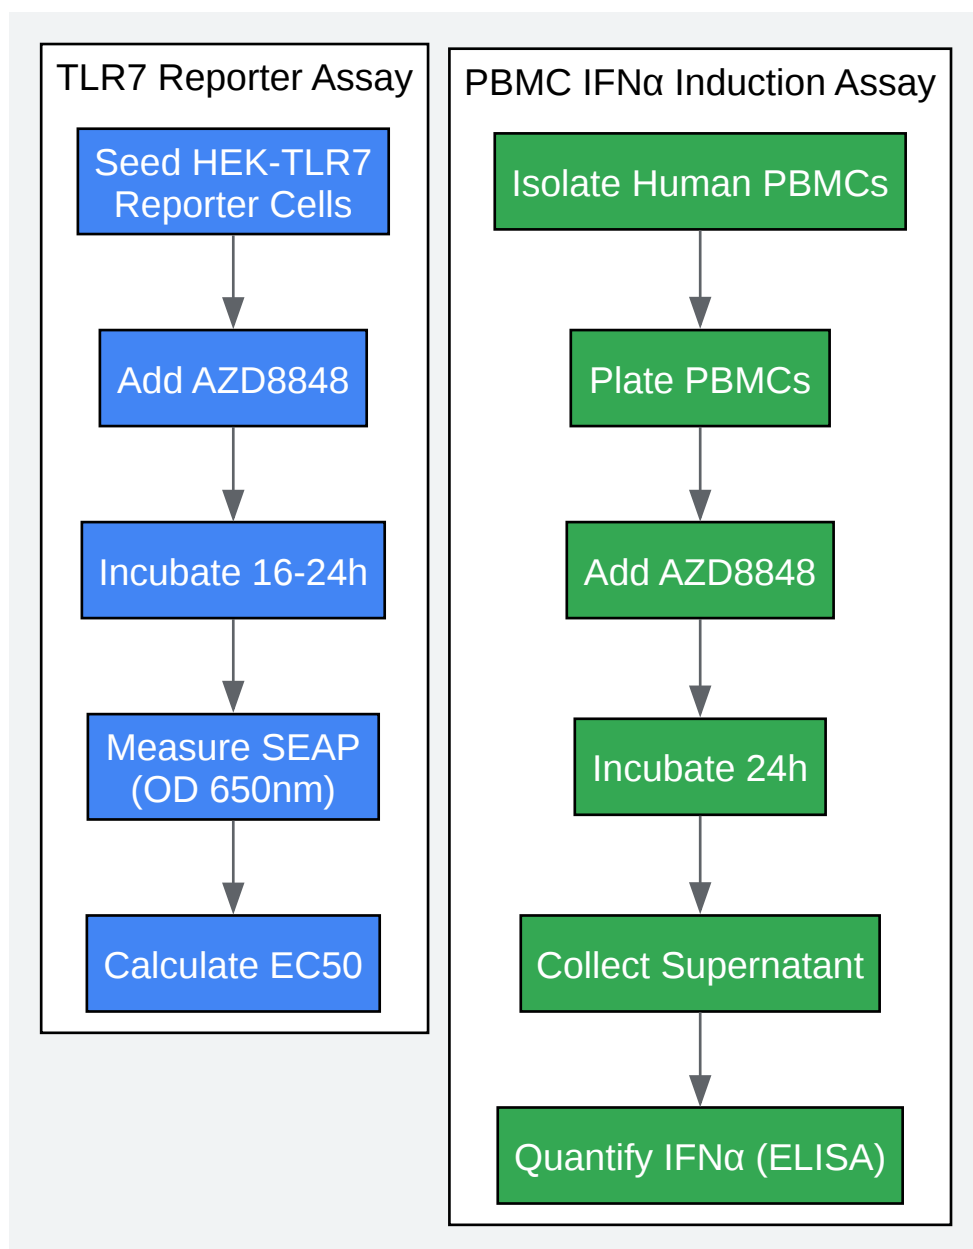 TLR7 Reporter Assay
Seed HEK-TLR7
Reporter Cells
Add AZD8848
Incubate 16-24h
Measure SEAP
(OD 650nm)
Calculate EC50
PBMC IFNα Induction Assay
Isolate Human PBMCs
Plate PBMCs
Add AZD8848
Incubate 24h
Collect Supernatant
Quantify IFNα (ELISA)